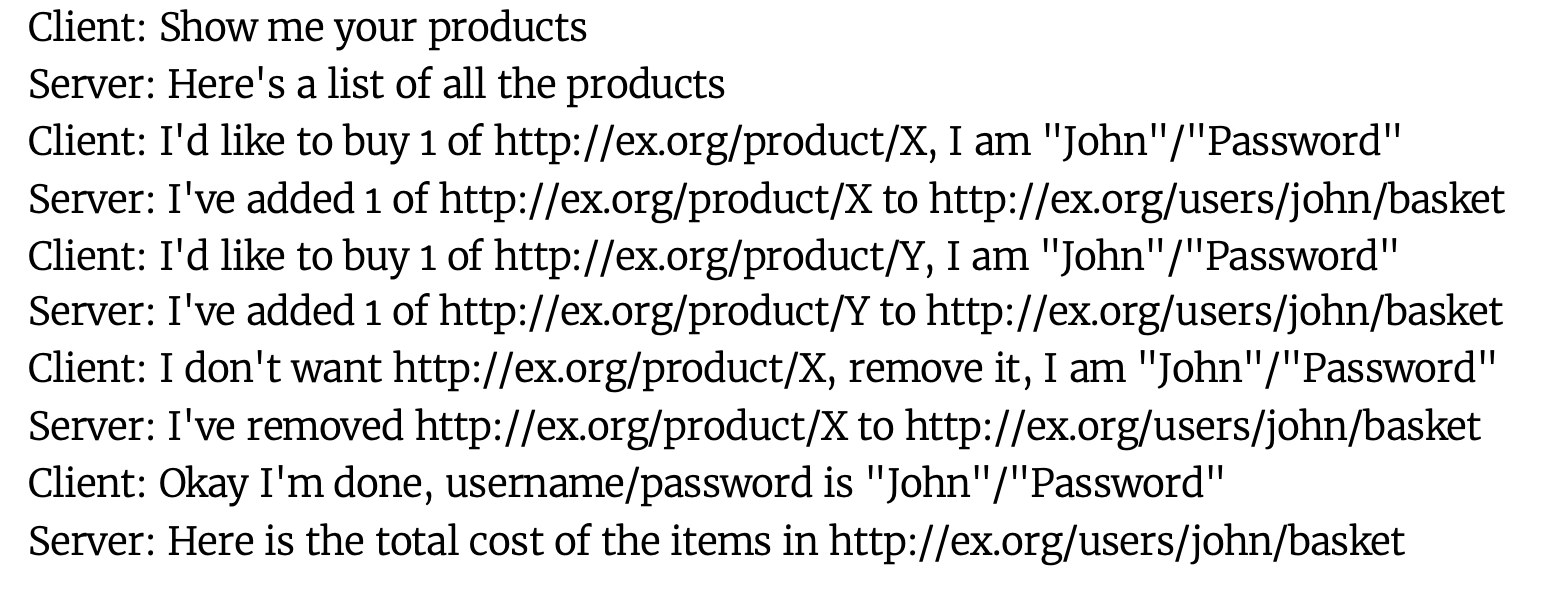 Client: Show me your products
Server: Here's a list of all the products
Client: I'd like to buy 1 of http://ex.org/product/X, I am "John"/"Password"
Server: I've added 1 of http://ex.org/product/X to http://ex.org/users/john/basket
Client: I'd like to buy 1 of http://ex.org/product/Y, I am "John"/"Password"
Server: I've added 1 of http://ex.org/product/Y to http://ex.org/users/john/basket
Client: I don't want http://ex.org/product/X, remove it, I am "John"/"Password"
Server: I've removed http://ex.org/product/X to http://ex.org/users/john/basket
Client: Okay I'm done, username/password is "John"/"Password"
Server: Here is the total cost of the items in http://ex.org/users/john/basket